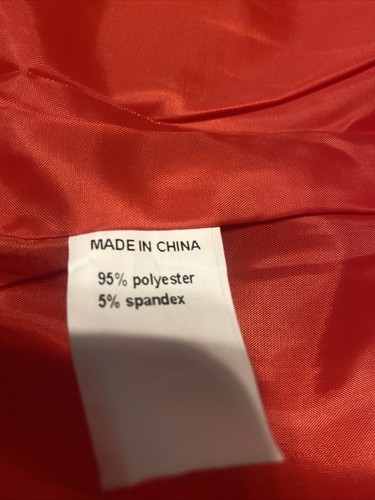 MADE IN CHINA
95% polyester
5% spandex